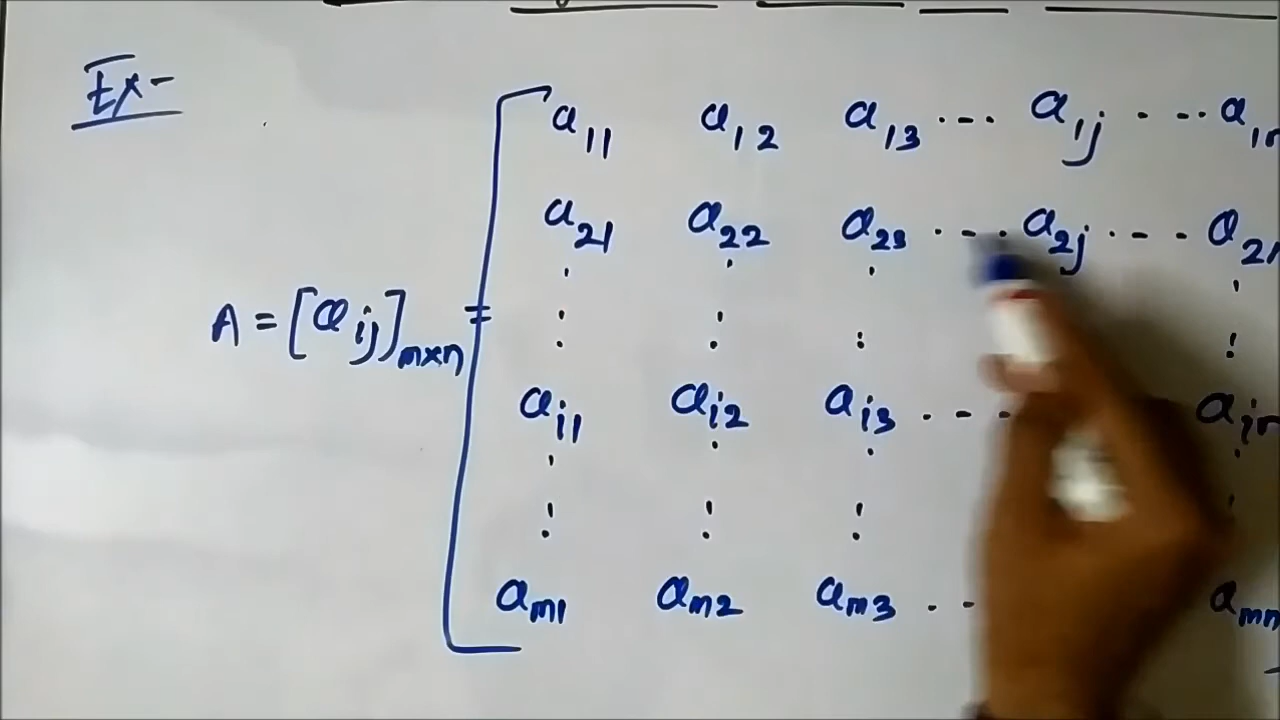 Ex-
a11 a12 a13 ... a1j ... a1n
a21 a22 a23 ... a2j ... a2n
A = [aij]m×n =
ai1 ai2 ai3 ... ain
am1 am2 am3 .. amn